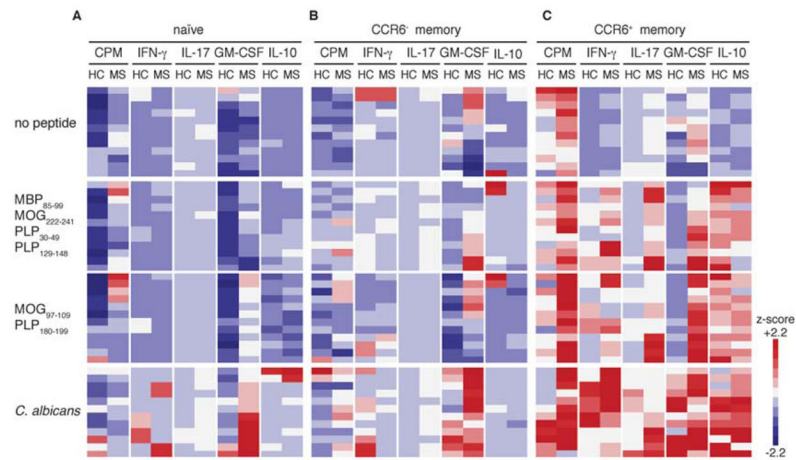 A B C
naïve CCR6⁻ memory CCR6⁺ memory
CPM IFN-γ IL-17 GM-CSF IL-10 CPM IFN-γ IL-17 GM-CSF IL-10 CPM IFN-γ IL-17 GM-CSF IL-10
HC MS HC MS HC MS HC MS HC MS HC MS HC MS HC MS HC MS HC MS HC MS HC MS HC MS HC MS HC MS
no peptide
MBP85-99
MOG222-241
PLP30-49
PLP129-148
MOG97-109
PLP180-199
z-score
+2.2
C. albicans
-2.2